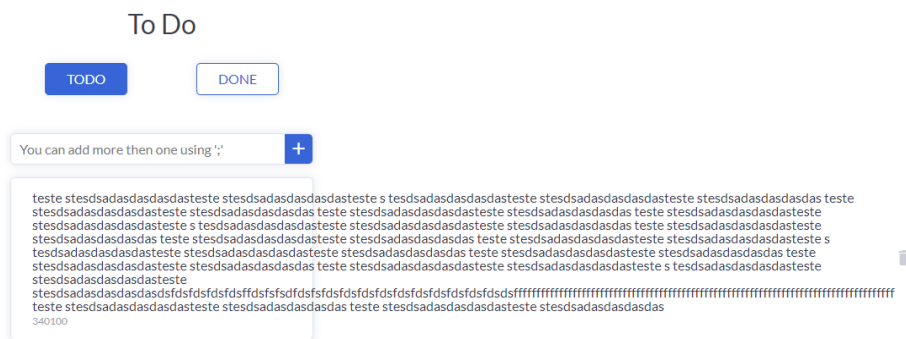 To Do
TODO
DONE
You can add more then one using ';'
+
teste stesdsadasdasdasdasteste stesdsadasdasdasdasteste s tesdsadasdasdasdasteste stesdsadasdasdasdasteste stesdsadasdasdasdas teste
stesdsadasdasdasdasteste stesdsadasdasdasdas teste stesdsadasdasdasdasteste stesdsadasdasdasdas teste stesdsadasdasdasdasteste
stesdsadasdasdasdasteste s tesdsadasdasdasdasteste stesdsadasdasdasdasteste stesdsadasdasdasdas teste stesdsadasdasdasdasteste
stesdsadasdasdasdas teste stesdsadasdasdasdasteste stesdsadasdasdasdas teste stesdsadasdasdasdasteste stesdsadasdasdasdasteste s
tesdsadasdasdasdasteste stesdsadasdasdasdasteste stesdsadasdasdasdas teste stesdsadasdasdasdasteste stesdsadasdasdasdas teste
stesdsadasdasdasdasteste stesdsadasdasdasdas teste stesdsadasdasdasdasteste stesdsadasdasdasdasteste s tesdsadasdasdasdasteste
stesdsadasdasdasdasteste
teste stesdsadasdasdasdasteste stesdsadasdasdasdas teste stesdsadasdasdasdasteste stesdsadasdasdasdas
340100